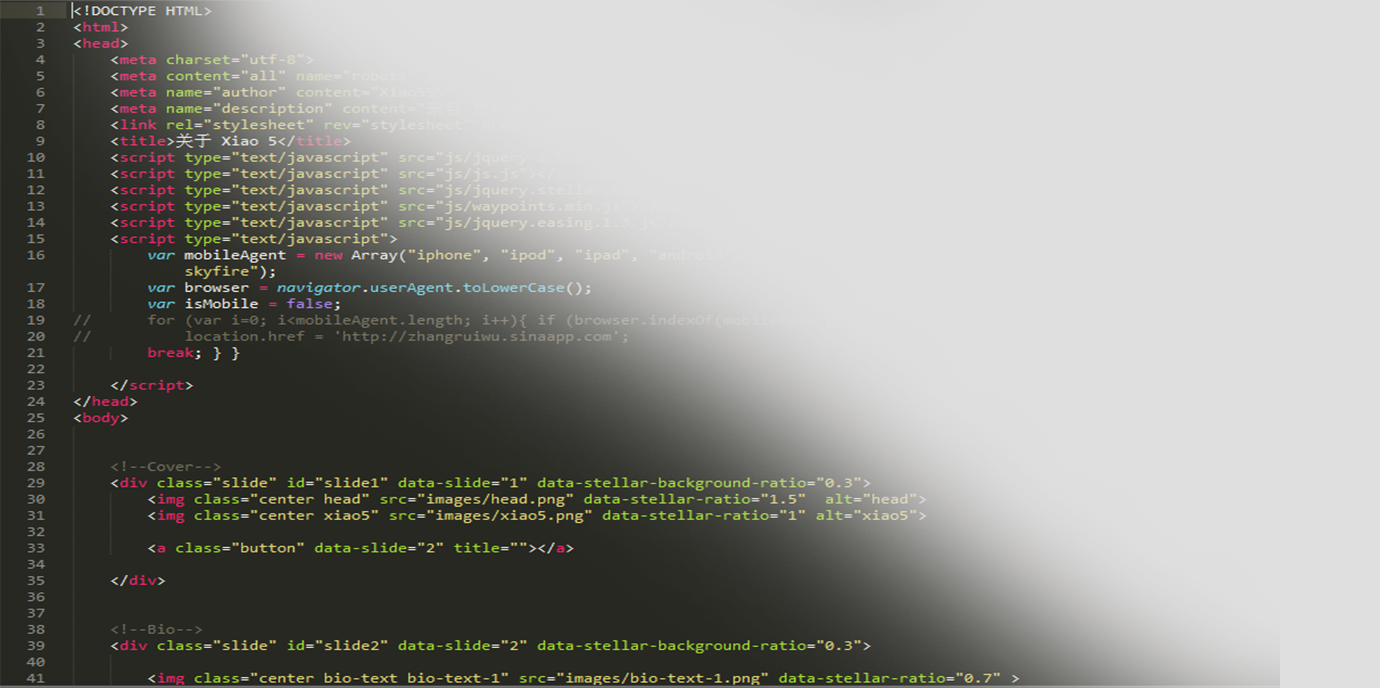 1 <!DOCTYPE HTML>
2 <html>
3 <head>
4 <meta charset="utf-8">
5 <meta content="all" name="robots
6 <meta name="author" content="Xiao5
7 <meta name="description" content=
8 <link rel="stylesheet" rev="stylesheet"
9 <title>关于 Xiao 5</title>
10 <script type="text/javascript" src="js/jquery
11 <script type="text/javascript" src="js/js.js"></
12 <script type="text/javascript" src="js/jquery.stellar
13 <script type="text/javascript" src="js/waypoints.min.js
14 <script type="text/javascript" src="js/jquery.easing.1.3.js
15 <script type="text/javascript">
16 var mobileAgent = new Array("iphone", "ipod", "ipad", "android"
skyfire");
17 var browser = navigator.userAgent.toLowerCase();
18 var isMobile = false;
19 // for (var i=0; i<mobileAgent.length; i++){ if (browser.indexOf(mobile
20 // location.href = 'http://zhangruiwu.sinaapp.com';
21 break; } }
22
23 </script>
24 </head>
25 <body>
26
27
28 <!--Cover-->
29 <div class="slide" id="slide1" data-slide="1" data-stellar-background-ratio="0.3">
30 <img class="center head" src="images/head.png" data-stellar-ratio="1.5"  alt="head">
31 <img class="center xiao5" src="images/xiao5.png" data-stellar-ratio="1" alt="xiao5">
32
33 <a class="button" data-slide="2" title=""></a>
34
35 </div>
36
37
38 <!--Bio-->
39 <div class="slide" id="slide2" data-slide="2" data-stellar-background-ratio="0.3">
40
41 <img class="center bio-text bio-text-1" src="images/bio-text-1.png" data-stellar-ratio="0.7" >